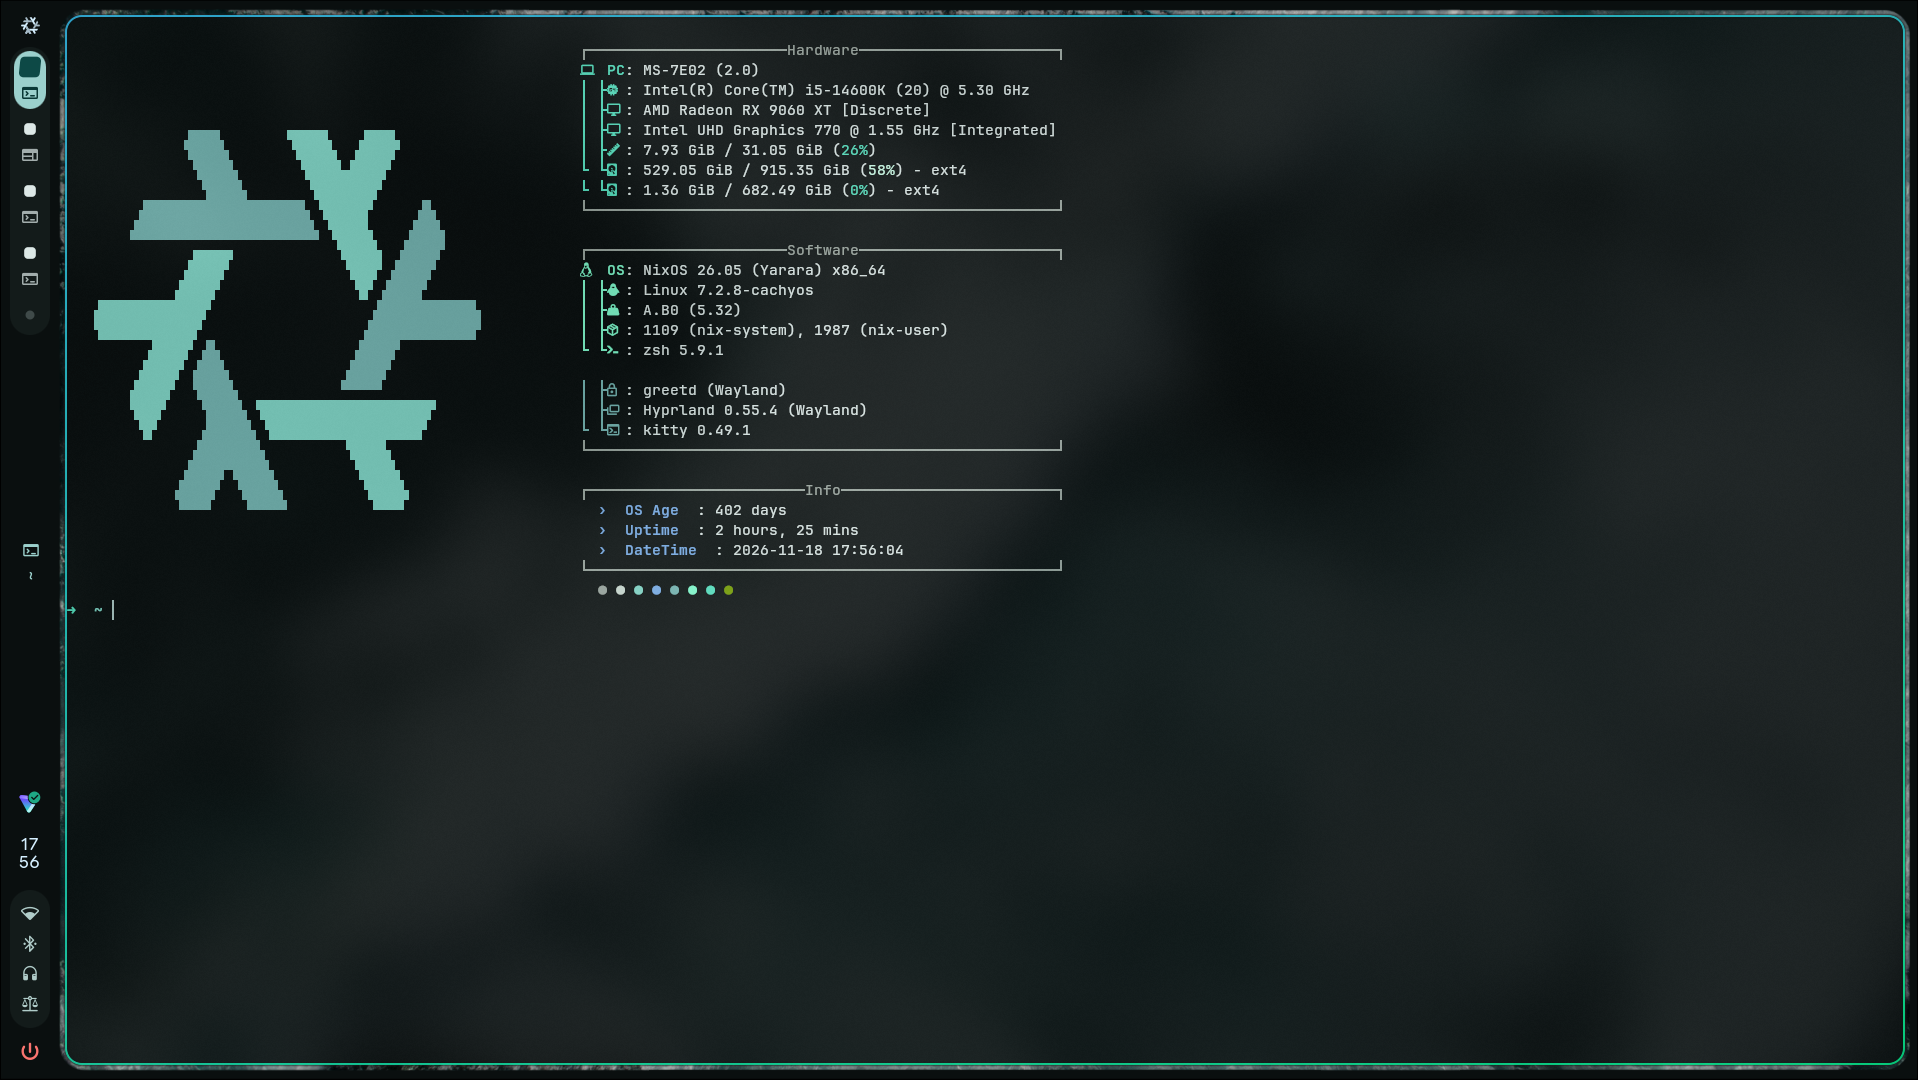 Hardware
PC: MS-7E02 (2.0)
: Intel(R) Core(TM) i5-14600K (20) @ 5.30 GHz
: AMD Radeon RX 9060 XT [Discrete]
: Intel UHD Graphics 770 @ 1.55 GHz [Integrated]
: 7.93 GiB / 31.05 GiB (26%)
: 529.05 GiB / 915.35 GiB (58%) - ext4
: 1.36 GiB / 682.49 GiB (0%) - ext4
Software
OS: NixOS 26.05 (Yarara) x86_64
: Linux 7.2.8-cachyos
: A.B0 (5.32)
: 1109 (nix-system), 1987 (nix-user)
: zsh 5.9.1
: greetd (Wayland)
: Hyprland 0.55.4 (Wayland)
: kitty 0.49.1
Info
› OS Age : 402 days
› Uptime : 2 hours, 25 mins
› DateTime : 2026-11-18 17:56:04
~
→ ~
17
56